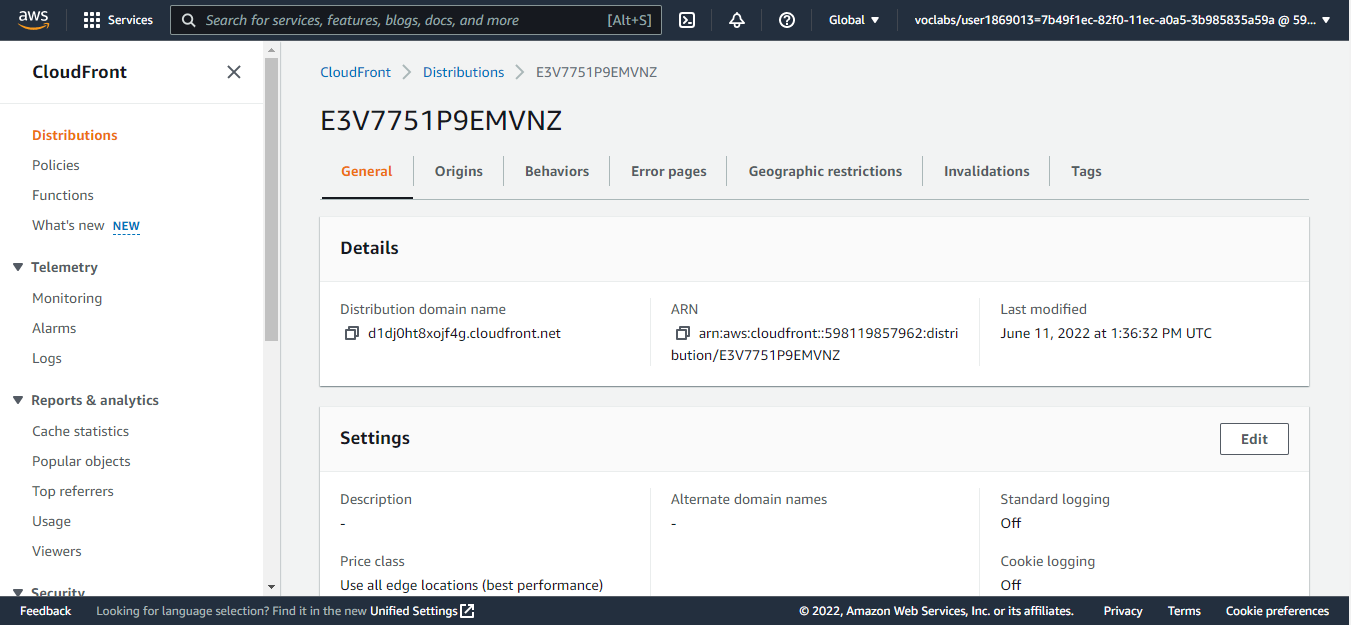 aws
Services
Search for services, features, blogs, docs, and more [Alt+S]
Global
voclabs/user1869013=7b49f1ec-82f0-11ec-a0a5-3b985835a59a @ 59...
CloudFront
Distributions
Policies
Functions
What's new NEW
Telemetry
Monitoring
Alarms
Logs
Reports & analytics
Cache statistics
Popular objects
Top referrers
Usage
Viewers
Security
CloudFront Distributions E3V7751P9EMVNZ
E3V7751P9EMVNZ
General Origins Behaviors Error pages Geographic restrictions Invalidations Tags
Details
Distribution domain name
d1dj0ht8xojf4g.cloudfront.net
ARN
arn:aws:cloudfront::598119857962:distri
bution/E3V7751P9EMVNZ
Last modified
June 11, 2022 at 1:36:32 PM UTC
Settings
Edit
Description
-
Price class
Use all edge locations (best performance)
Alternate domain names
-
Standard logging
Off
Cookie logging
Off
Feedback Looking for language selection? Find it in the new Unified Settings © 2022, Amazon Web Services, Inc. or its affiliates. Privacy Terms Cookie preferences